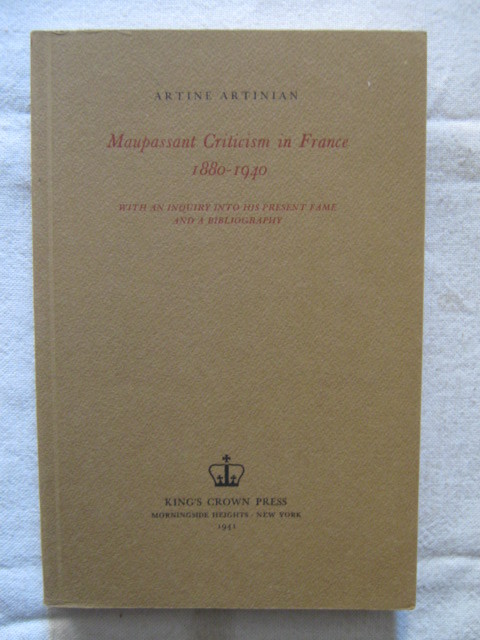 ARTINE ARTINIAN
Maupassant Criticism in France
1880-1940
WITH AN INQUIRY INTO HIS PRESENT FAME
AND A BIBLIOGRAPHY
KING'S CROWN PRESS
MORNINGSIDE HEIGHTS · NEW YORK
1941